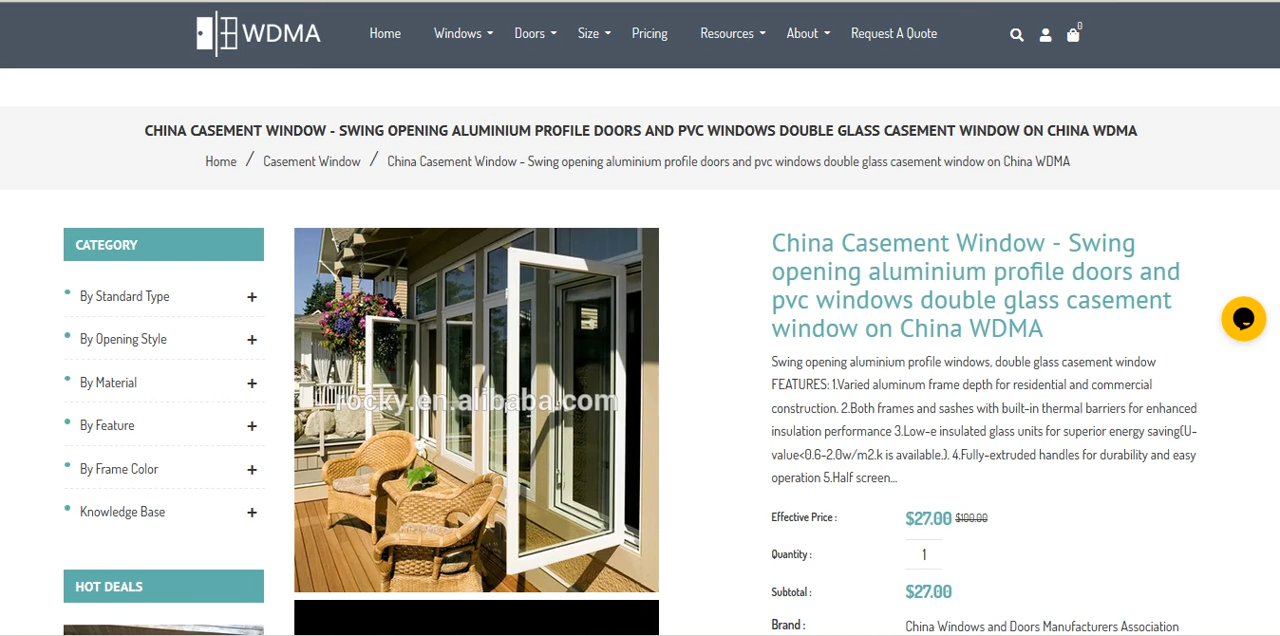 WDMA
Home Windows Doors Size Pricing Resources About Request A Quote
0
CHINA CASEMENT WINDOW - SWING OPENING ALUMINIUM PROFILE DOORS AND PVC WINDOWS DOUBLE GLASS CASEMENT WINDOW ON CHINA WDMA
Home / Casement Window / China Casement Window - Swing opening aluminium profile doors and pvc windows double glass casement window on China WDMA
CATEGORY
By Standard Type +
By Opening Style +
By Material +
By Feature +
By Frame Color +
Knowledge Base +
HOT DEALS
rocky.en.alibaba.com
China Casement Window - Swing
opening aluminium profile doors and
pvc windows double glass casement
window on China WDMA
Swing opening aluminium profile windows, double glass casement window
FEATURES: 1.Varied aluminum frame depth for residential and commercial
construction. 2.Both frames and sashes with built-in thermal barriers for enhanced
insulation performance 3.Low-e insulated glass units for superior energy saving(U-
value<0.6-2.0w/m2.k is available.). 4.Fully-extruded handles for durability and easy
operation 5.Half screen...
Effective Price : $27.00 $100.00
Quantity : 1
Subtotal : $27.00
Brand : China Windows and Doors Manufacturers Association